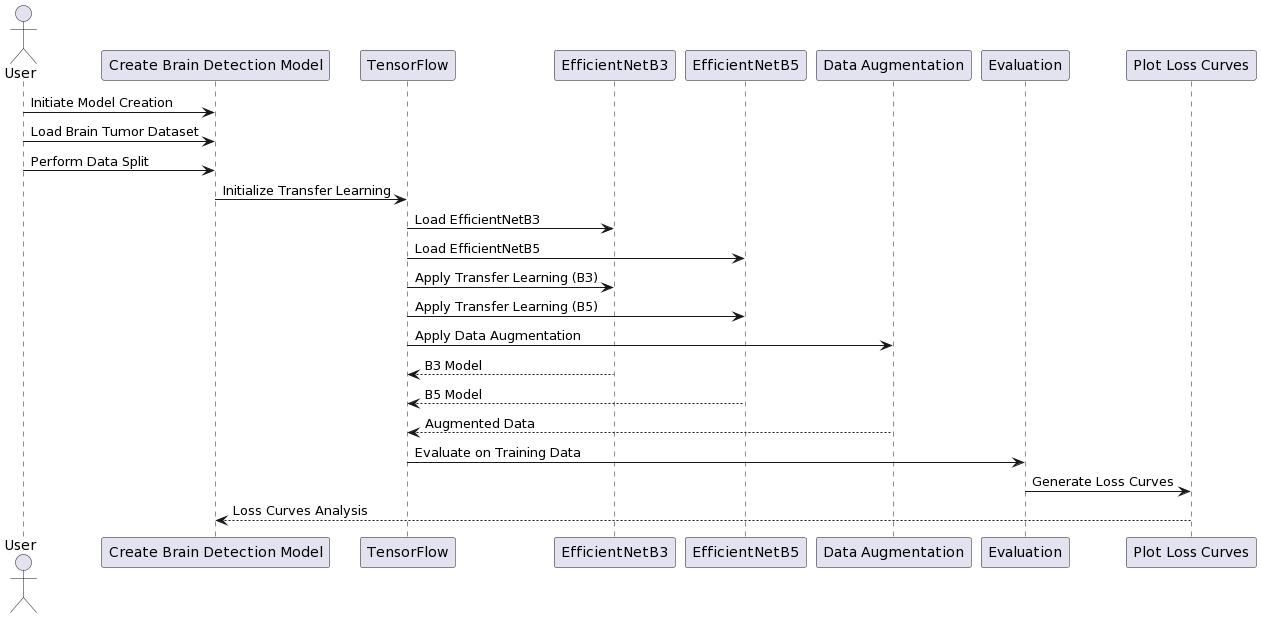 User
Create Brain Detection Model
TensorFlow
EfficientNetB3
EfficientNetB5
Data Augmentation
Evaluation
Plot Loss Curves
Initiate Model Creation
Load Brain Tumor Dataset
Perform Data Split
Initialize Transfer Learning
Load EfficientNetB3
Load EfficientNetB5
Apply Transfer Learning (B3)
Apply Transfer Learning (B5)
Apply Data Augmentation
B3 Model
B5 Model
Augmented Data
Evaluate on Training Data
Generate Loss Curves
Loss Curves Analysis
User
Create Brain Detection Model
TensorFlow
EfficientNetB3
EfficientNetB5
Data Augmentation
Evaluation
Plot Loss Curves